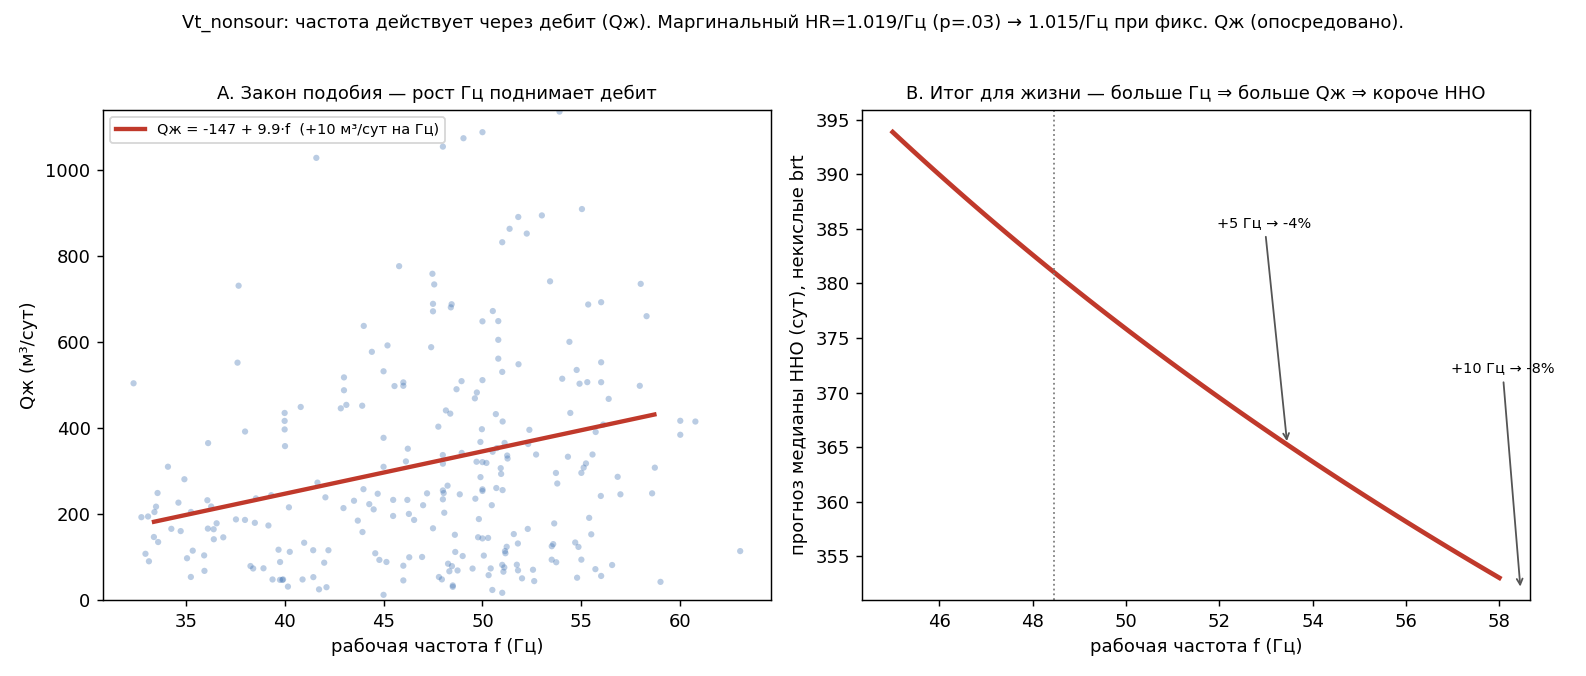 Vt_nonsour: частота действует через дебит (Qж). Маргинальный HR=1.019/Гц (p=.03) → 1.015/Гц при фикс. Qж (опосредовано).
A. Закон подобия — рост Гц поднимает дебит
Qж = -147 + 9.9·f  (+10 м³/сут на Гц)
Qж (м³/сут)
1000
800
600
400
200
0
35
40
45
50
55
60
рабочая частота f (Гц)
B. Итог для жизни — больше Гц ⇒ больше Qж ⇒ короче ННО
прогноз медианы ННО (сут), некислые brt
395
390
385
380
375
370
365
360
355
+5 Гц → -4%
+10 Гц → -8%
46
48
50
52
54
56
58
рабочая частота f (Гц)